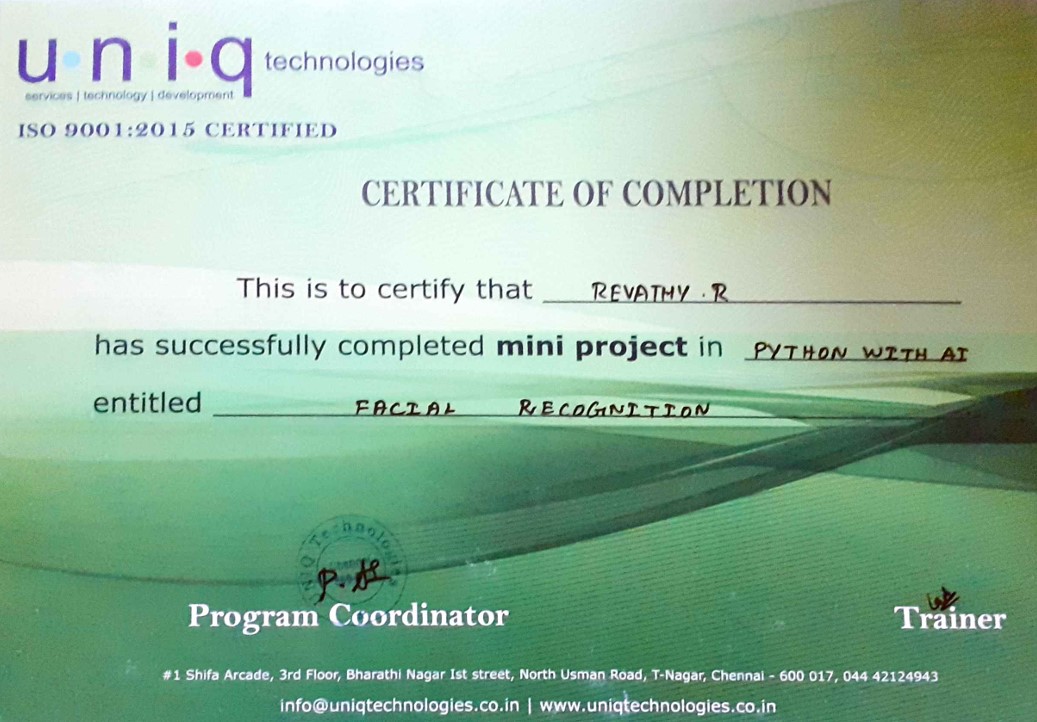 u·n·i·q technologies
services | technology | development
ISO 9001:2015 CERTIFIED
CERTIFICATE OF COMPLETION
This is to certify that REVATHY . R
has successfully completed mini project in PYTHON WITH AI
entitled FACIAL RECOGNITION
UNIQ Technologies
Program Coordinator
Trainer
#1 Shifa Arcade, 3rd Floor, Bharathi Nagar Ist street, North Usman Road, T-Nagar, Chennai - 600 017, 044 42124943
info@uniqtechnologies.co.in | www.uniqtechnologies.co.in